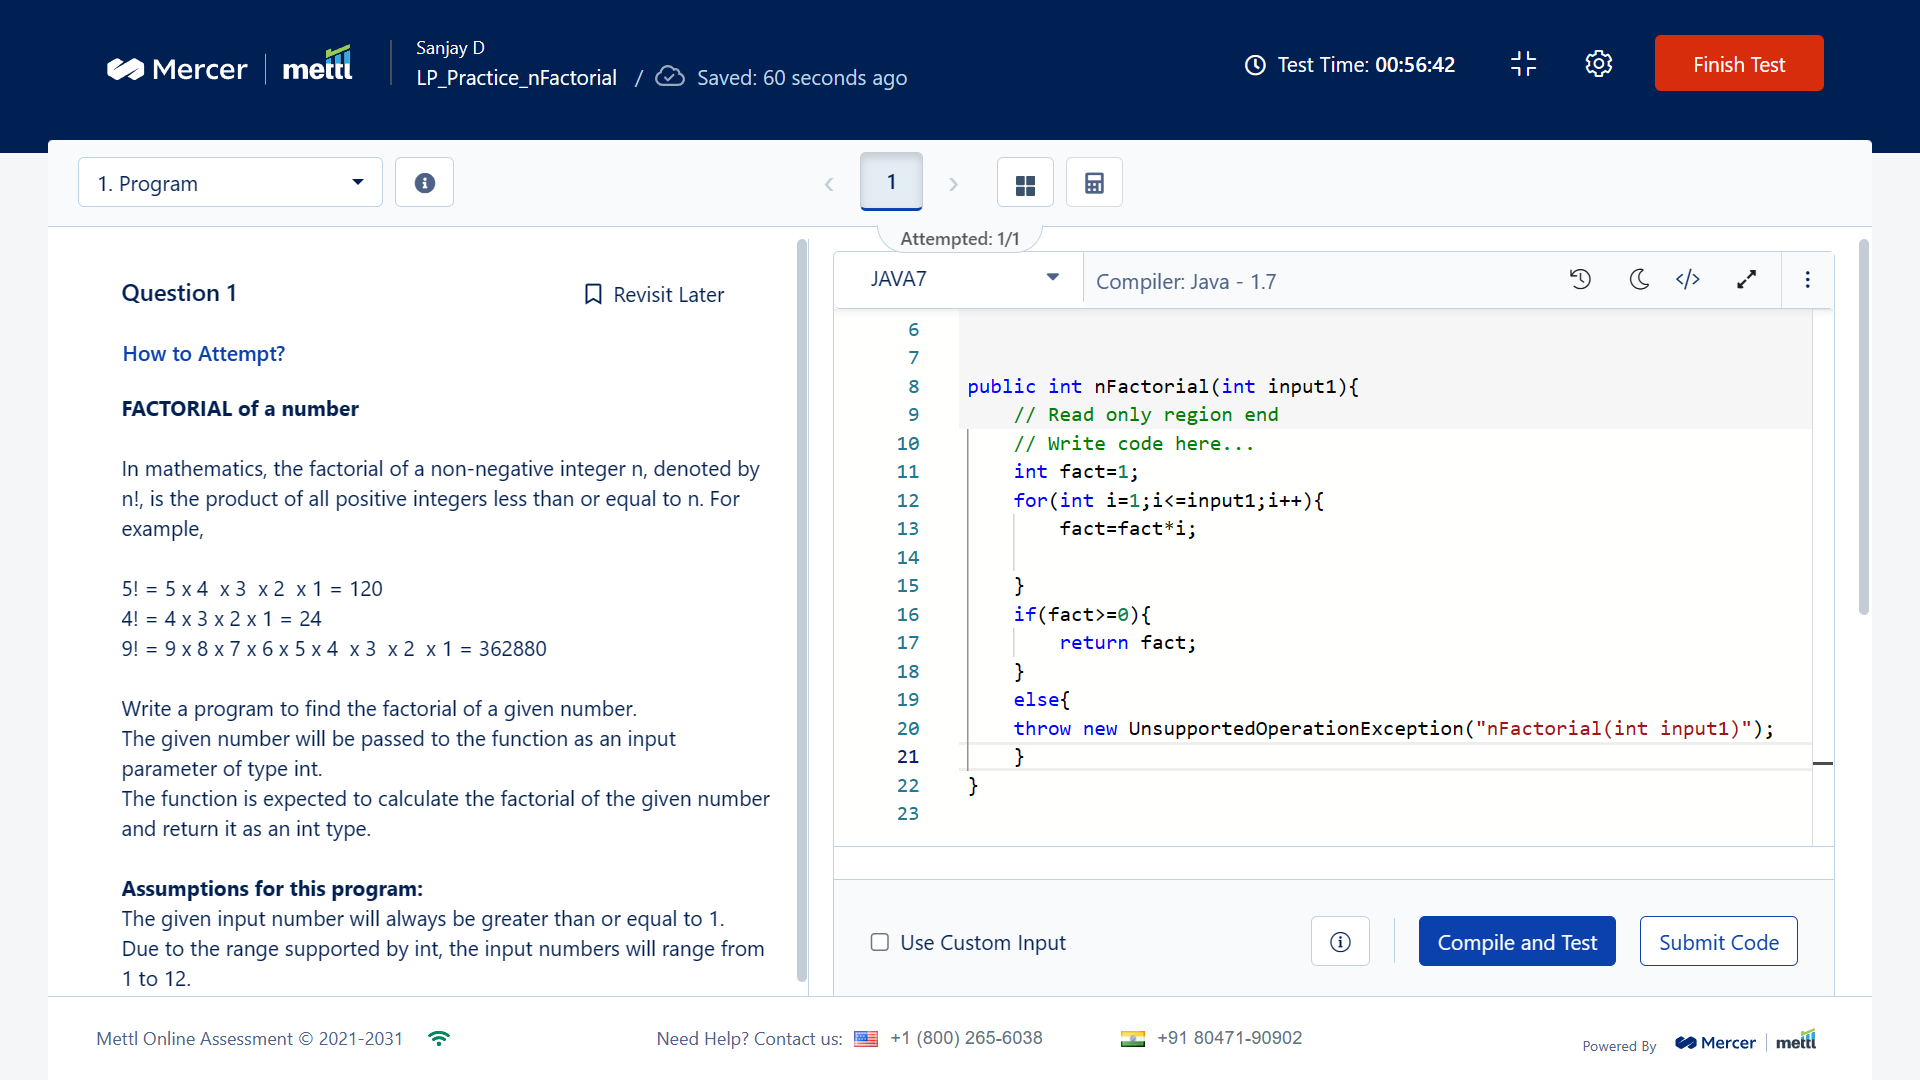 Mercer | mettl
Sanjay D
LP_Practice_nFactorial / Saved: 60 seconds ago
Test Time: 00:56:42
Finish Test
1. Program
1
Attempted: 1/1
Question 1
Revisit Later
How to Attempt?
FACTORIAL of a number
In mathematics, the factorial of a non-negative integer n, denoted by
n!, is the product of all positive integers less than or equal to n. For
example,
5! = 5 x 4  x 3  x 2  x 1 = 120
4! = 4 x 3 x 2 x 1 = 24
9! = 9 x 8 x 7 x 6 x 5 x 4  x 3  x 2  x 1 = 362880
Write a program to find the factorial of a given number.
The given number will be passed to the function as an input
parameter of type int.
The function is expected to calculate the factorial of the given number
and return it as an int type.
Assumptions for this program:
The given input number will always be greater than or equal to 1.
Due to the range supported by int, the input numbers will range from
1 to 12.
JAVA7
Compiler: Java - 1.7
6
7
8 public int nFactorial(int input1){
9 // Read only region end
10 // Write code here...
11 int fact=1;
12 for(int i=1;i<=input1;i++){
13 fact=fact*i;
14
15 }
16 if(fact>=0){
17 return fact;
18 }
19 else{
20 throw new UnsupportedOperationException("nFactorial(int input1)");
21 }
22 }
23
Use Custom Input
Compile and Test
Submit Code
Mettl Online Assessment © 2021-2031
Need Help? Contact us: +1 (800) 265-6038
+91 80471-90902
Powered By Mercer | mettl